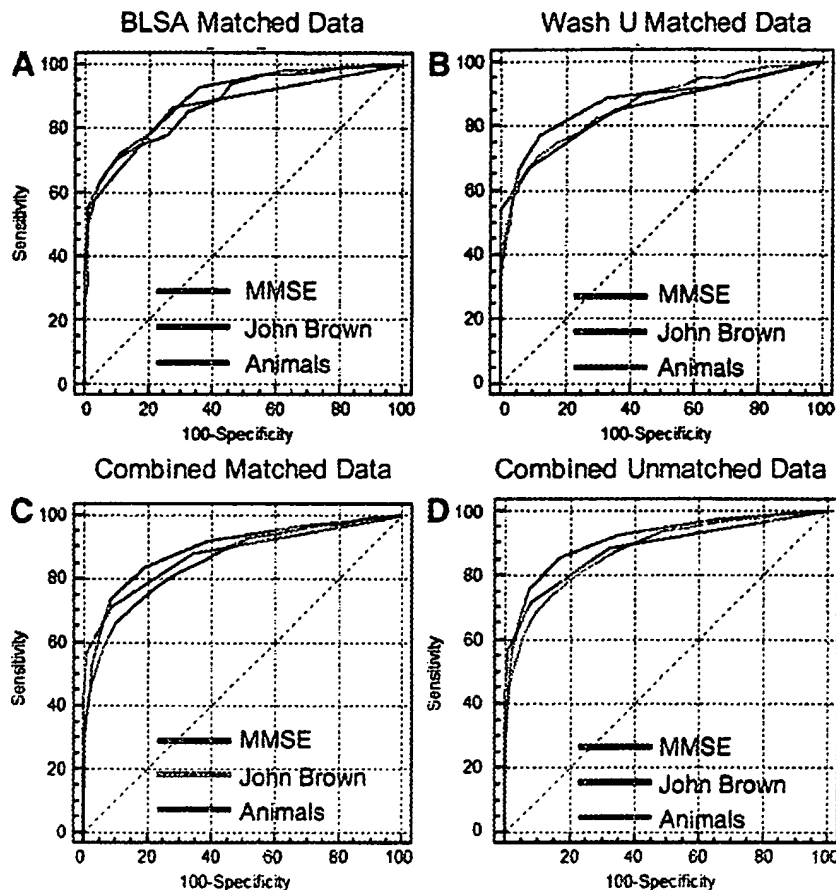 BLSA Matched Data
A
100
80
60
40
20
0
Sensitivity
MMSE
John Brown
Animals
0 20 40 60 80 100
100-Specificity
Wash U Matched Data
B
100
80
60
40
20
0
Sensitivity
MMSE
John Brown
Animals
0 20 40 60 80 100
100-Specificity
Combined Matched Data
C
100
80
60
40
20
0
Sensitivity
MMSE
John Brown
Animals
0 20 40 60 80 100
100-Specificity
Combined Unmatched Data
D
100
80
60
40
20
0
Sensitivity
MMSE
John Brown
Animals
20 40 60 80 100
100-Specificity